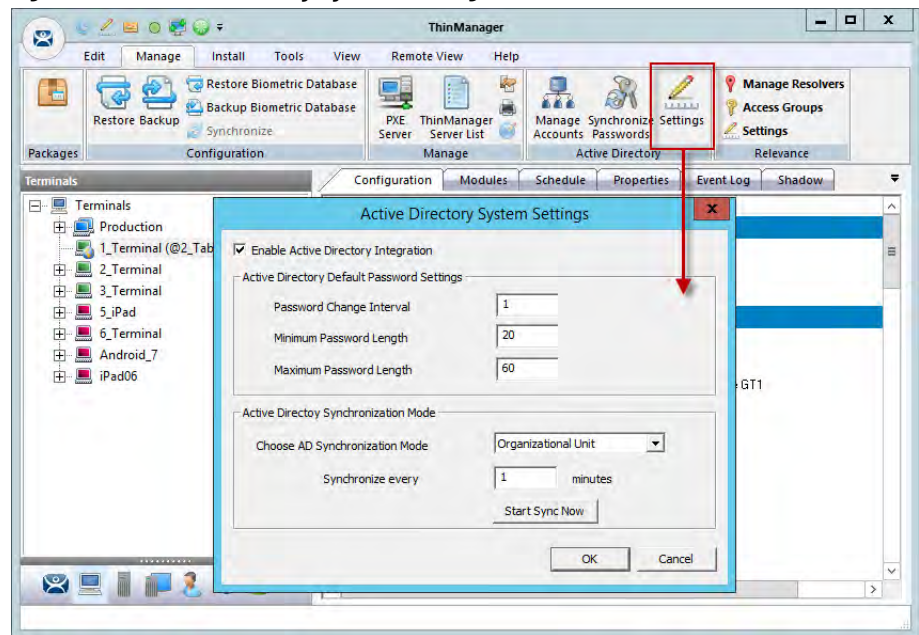 ThinManager
Edit Manage Install Tools View Remote View Help
Restore Biometric Database
Backup Biometric Database
Synchronize
Restore Backup
PXE Server
ThinManager Server List
Manage Accounts
Synchronize Passwords
Settings
Manage Resolvers
Access Groups
Settings
Packages
Configuration
Manage
Active Directory
Relevance
Terminals
Configuration Modules Schedule Properties Event Log Shadow
Terminals
Production
1_Terminal (@2_Tab
2_Terminal
3_Terminal
5_iPad
6_Terminal
Android_7
iPad06
Active Directory System Settings
Enable Active Directory Integration
Active Directory Default Password Settings
Password Change Interval 1
Minimum Password Length 20
Maximum Password Length 60
Active Directoy Synchronization Mode
Choose AD Synchronization Mode Organizational Unit
Synchronize every 1 minutes
Start Sync Now
OK Cancel
GT1